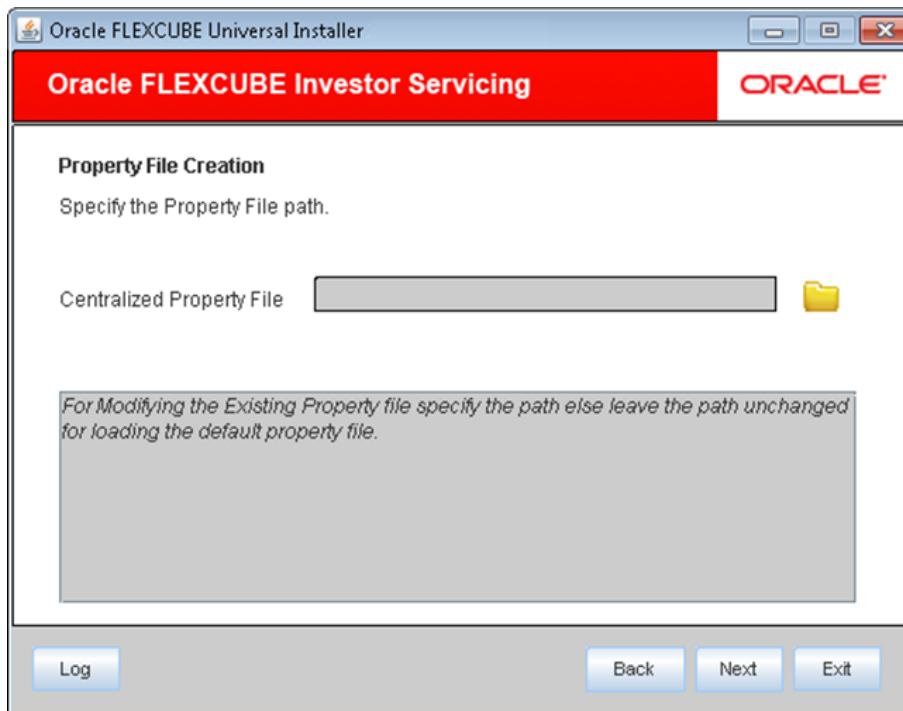 Oracle FLEXCUBE Universal Installer
Oracle FLEXCUBE Investor Servicing
ORACLE
Property File Creation
Specify the Property File path.
Centralized Property File
For Modifying the Existing Property file specify the path else leave the path unchanged
for loading the default property file.
Log
Back
Next
Exit